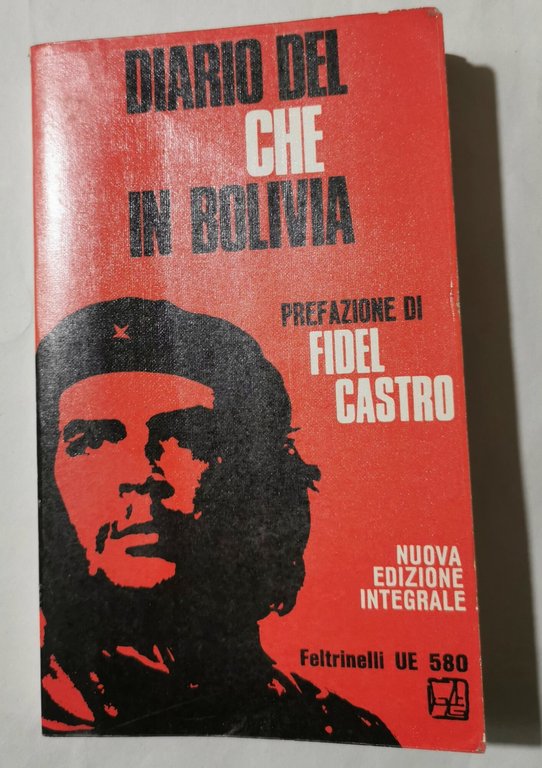 DIARIO DEL
CHE
IN BOLIVIA
PREFAZIONE DI
FIDEL
CASTRO
NUOVA
EDIZIONE
INTEGRALE
Feltrinelli UE 580